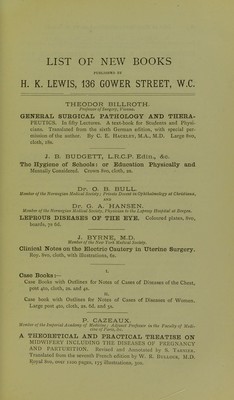 LIST OF NEW BOOKS
PUBLISHED BY
H. K. LEWIS, 136 GOWER STREET, W.C.
THEODOR BILLROTH.
Professor of Surgery, Vienna.
GENERAL SURGICAL PATHOLOGY AND THERA-
PEUTICS. In fifty Lectures. A text-book for Students and Physi-
cians. Translated from the sixth German edition, with special per-
mission of the author. By C. E. HACKLEY, M.A., M.D. Large 8vo,
cloth, 18s.
J. B. BUDGETT, L.R.C.P. Edin., &c.
The Hygiene of Schools: or Education Physically and
Mentally Considered. Crown 8vo, cloth, 2s.
Dr. O. B. BULL.
Member of the Norwegian Medical Society; Private Docent in Ophthalmology at Christiania,
AND
Dr. G. A. HANSEN.
Member of the Norwegian Medical Society, Physician to the Leprosy Hospital at Bergen.
LEPROUS DISEASES OF THE EYE. Coloured plates, 8vo,
boards, 7s 6d.
J. BYRNE, M.D.
Member of the New York Medical Society.
Clinical Notes on the Electric Cautery in Uterine Surgery.
Roy. 8vo, cloth, with illustrations, 6s.
I.
Case Books:—
Case Books with Outlines for Notes of Cases of Diseases of the Chest,
post 4to, cloth, 2s. and 4s.
II.
Case book with Outlines for Notes of Cases of Diseases of Women.
Large post 4to, cloth, 2s. 6d. and 5s.
P. CAZEAUX.
Member of the Imperial Academy of Medicine; Adjunct Professor in the Faculty of Medi-
cine of Paris, &c.
A THEORETICAL AND PRACTICAL TREATISE ON
MIDWIFERY INCLUDING THE DISEASES OF PREGNANCY
AND PARTURITION. Revised and Annotated by S. TARNIER.
Translated from the seventh French edition by W. R. BULLOCK, M.D.
Royal 8vo, over 1100 pages, 175 illustrations, 30s.